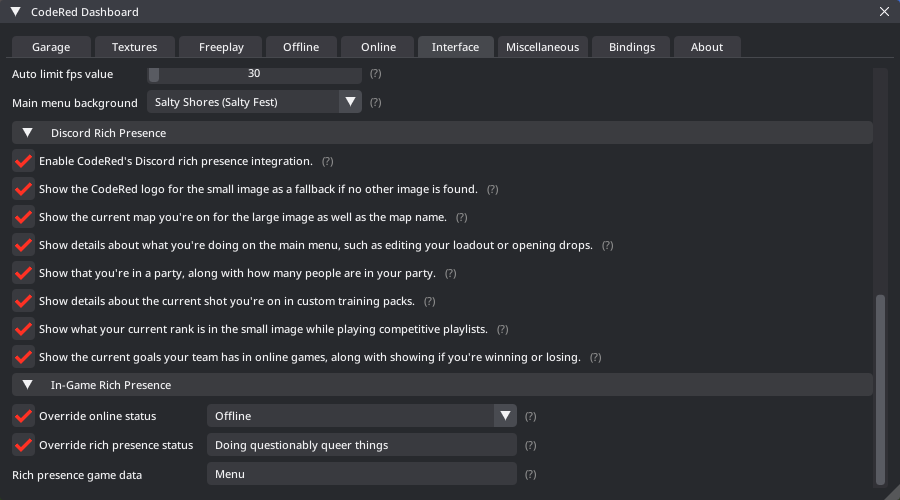 CodeRed Dashboard
Garage Textures Freeplay Offline Online Interface Miscellaneous Bindings About
Auto limit fps value 30 (?)
Main menu background Salty Shores (Salty Fest) (?)
Discord Rich Presence
Enable CodeRed's Discord rich presence integration. (?)
Show the CodeRed logo for the small image as a fallback if no other image is found. (?)
Show the current map you're on for the large image as well as the map name. (?)
Show details about what you're doing on the main menu, such as editing your loadout or opening drops. (?)
Show that you're in a party, along with how many people are in your party. (?)
Show details about the current shot you're on in custom training packs. (?)
Show what your current rank is in the small image while playing competitive playlists. (?)
Show the current goals your team has in online games, along with showing if you're winning or losing. (?)
In-Game Rich Presence
Override online status Offline (?)
Override rich presence status Doing questionably queer things (?)
Rich presence game data Menu (?)